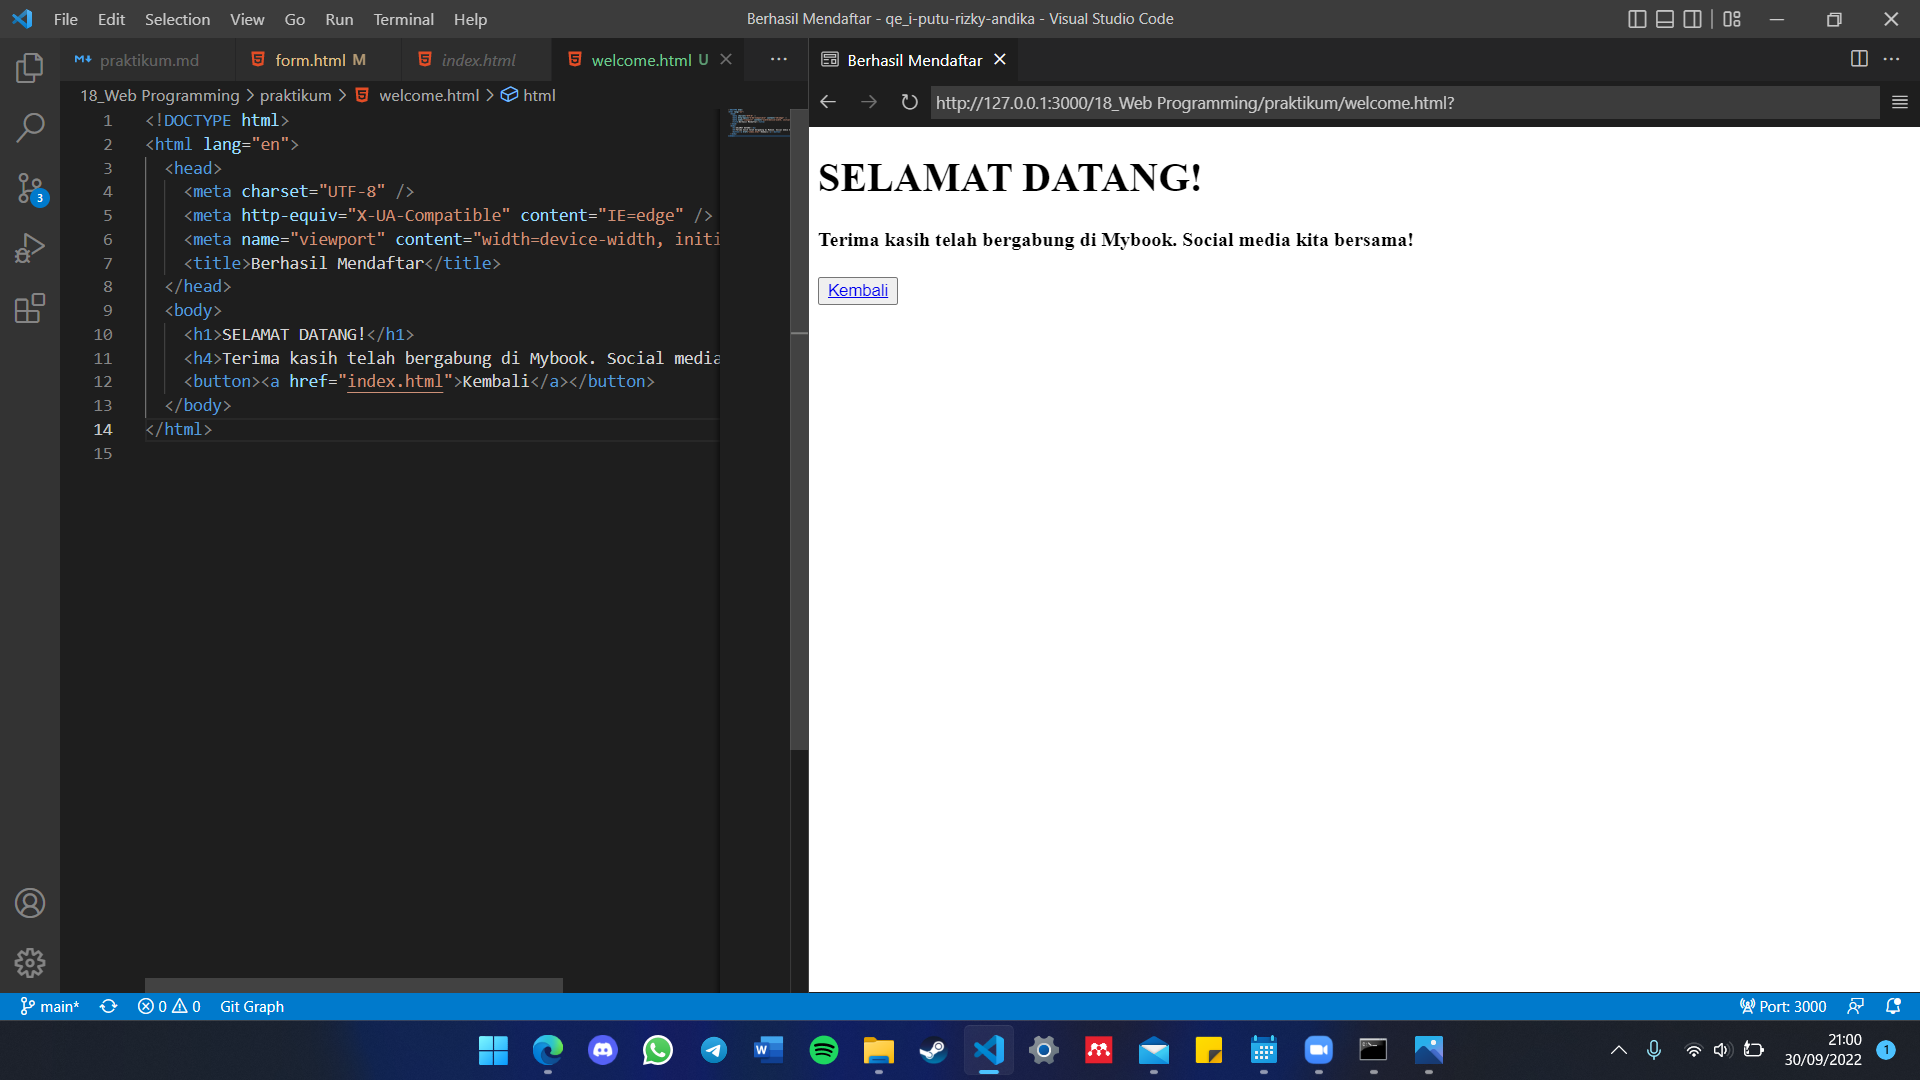 File Edit Selection View Go Run Terminal Help
Berhasil Mendaftar - qe_i-putu-rizky-andika - Visual Studio Code
praktikum.md form.html M index.html welcome.html U
Berhasil Mendaftar
18_Web Programming > praktikum > welcome.html > html
http://127.0.0.1:3000/18_Web Programming/praktikum/welcome.html?
1 <!DOCTYPE html>
2 <html lang="en">
3 <head>
4 <meta charset="UTF-8" />
5 <meta http-equiv="X-UA-Compatible" content="IE=edge" />
6 <meta name="viewport" content="width=device-width, initi
7 <title>Berhasil Mendaftar</title>
8 </head>
9 <body>
10 <h1>SELAMAT DATANG!</h1>
11 <h4>Terima kasih telah bergabung di Mybook. Social media
12 <button><a href="index.html">Kembali</a></button>
13 </body>
14 </html>
15
SELAMAT DATANG!
Terima kasih telah bergabung di Mybook. Social media kita bersama!
Kembali
3
main* 0 0 Git Graph
Port: 3000
21:00
30/09/2022
1